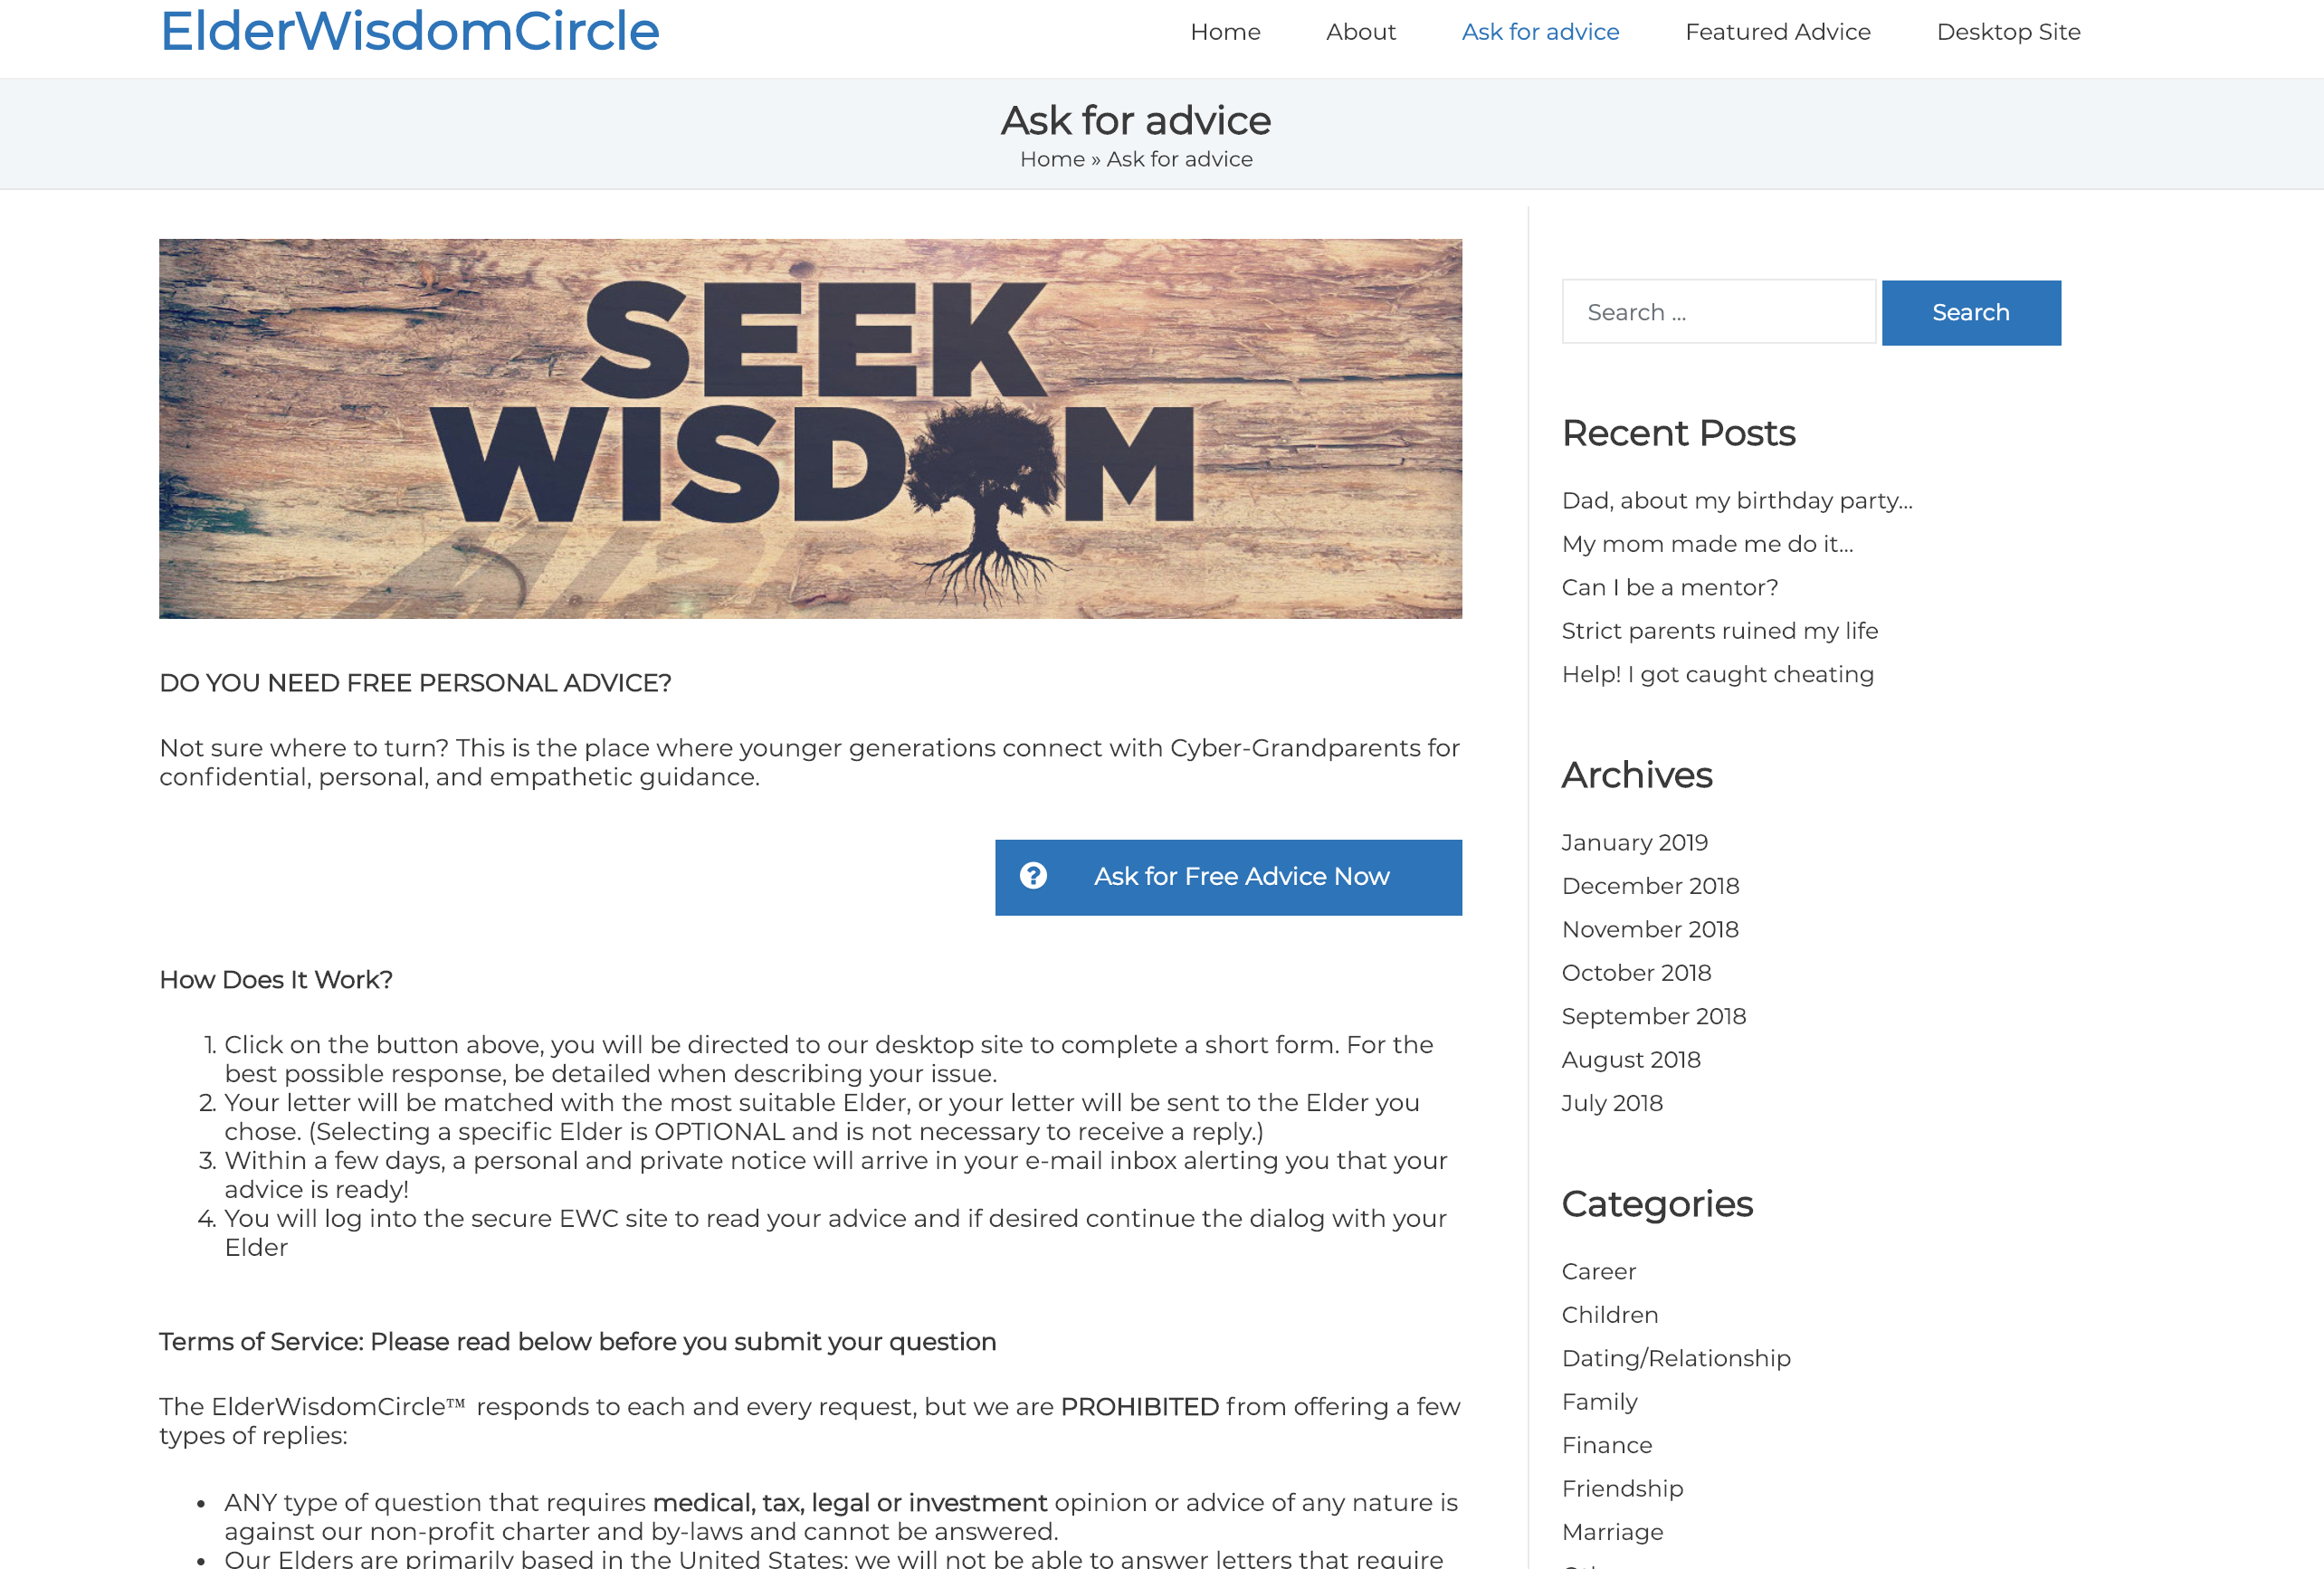 ElderWisdomCircle
Home
About
Ask for advice
Featured Advice
Desktop Site
Ask for advice
Home » Ask for advice
SEEK
WISDOM
DO YOU NEED FREE PERSONAL ADVICE?
Not sure where to turn? This is the place where younger generations connect with Cyber-Grandparents for
confidential, personal, and empathetic guidance.
Ask for Free Advice Now
How Does It Work?
1. Click on the button above, you will be directed to our desktop site to complete a short form. For the
best possible response, be detailed when describing your issue.
2. Your letter will be matched with the most suitable Elder, or your letter will be sent to the Elder you
chose. (Selecting a specific Elder is OPTIONAL and is not necessary to receive a reply.)
3. Within a few days, a personal and private notice will arrive in your e-mail inbox alerting you that your
advice is ready!
4. You will log into the secure EWC site to read your advice and if desired continue the dialog with your
Elder
Terms of Service: Please read below before you submit your question
The ElderWisdomCircle™ responds to each and every request, but we are PROHIBITED from offering a few
types of replies:
• ANY type of question that requires medical, tax, legal or investment opinion or advice of any nature is
against our non-profit charter and by-laws and cannot be answered.
• Our Elders are primarily based in the United States; we will not be able to answer letters that require
Search ...
Search
Recent Posts
Dad, about my birthday party...
My mom made me do it...
Can I be a mentor?
Strict parents ruined my life
Help! I got caught cheating
Archives
January 2019
December 2018
November 2018
October 2018
September 2018
August 2018
July 2018
Categories
Career
Children
Dating/Relationship
Family
Finance
Friendship
Marriage